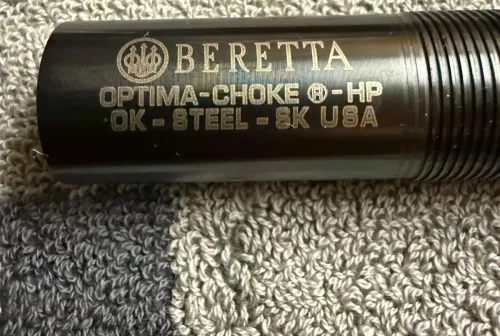 BERETTA
OPTIMA-CHOKE ®-HP
OK - STEEL - SK USA